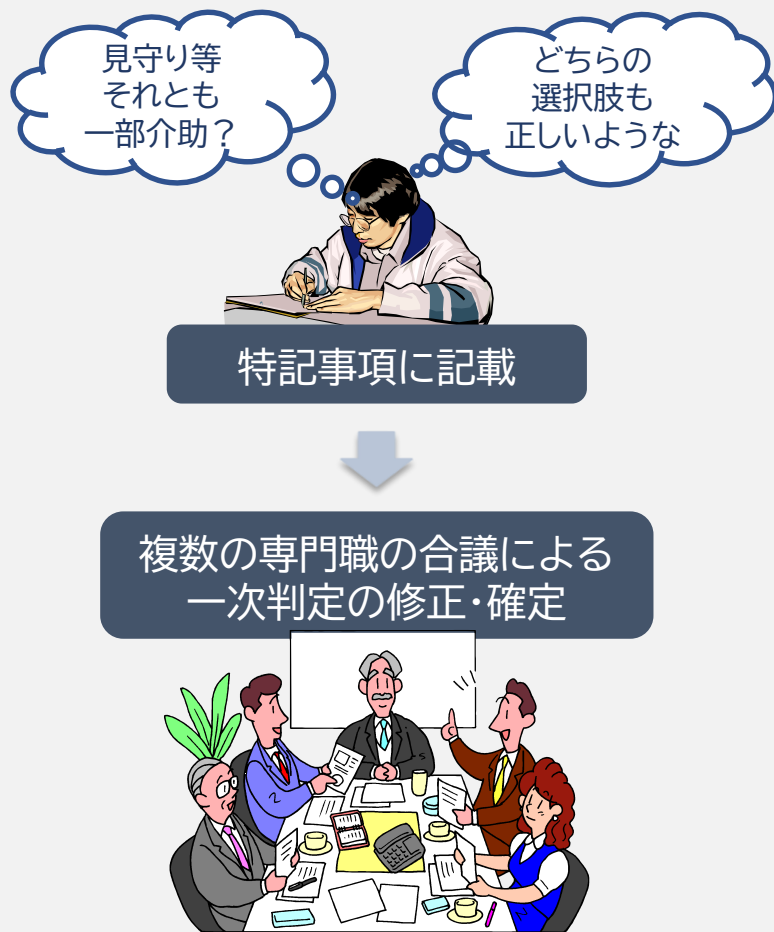 見守り等
それとも
一部介助？
どちらの
選択肢も
正しいような
特記事項に記載
複数の専門職の合議による
一次判定の修正・確定